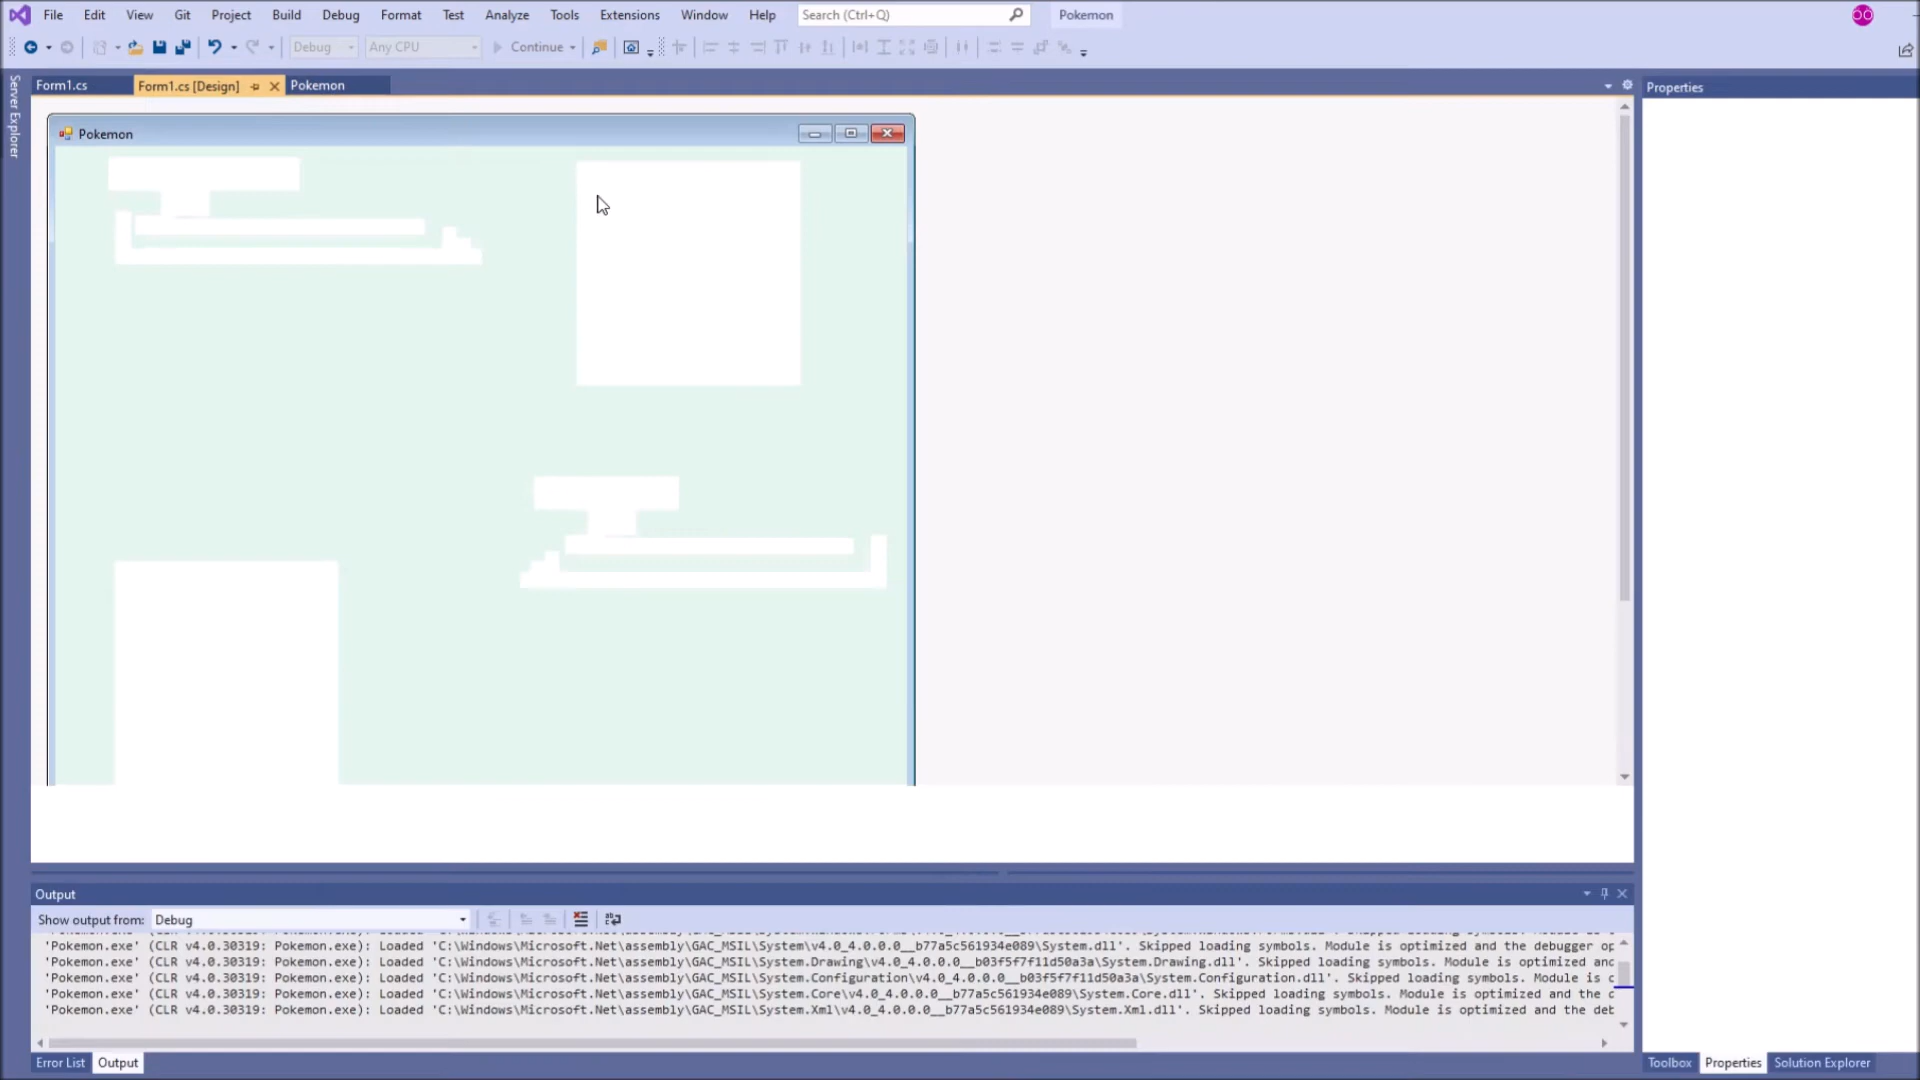 File Edit View Git Project Build Debug Format Test Analyze Tools Extensions Window Help Search (Ctrl+Q) Pokemon
Debug Any CPU Continue
Server Explorer
Form1.cs Form1.cs [Design] Pokemon
Properties
Pokemon
Output
Show output from: Debug
'Pokemon.exe' (CLR v4.0.30319: Pokemon.exe): Loaded 'C:\Windows\Microsoft.Net\assembly\GAC_MSIL\System\v4.0_4.0.0.0__b77a5c561934e089\System.dll'. Skipped loading symbols. Module is optimized and the debugger op
'Pokemon.exe' (CLR v4.0.30319: Pokemon.exe): Loaded 'C:\Windows\Microsoft.Net\assembly\GAC_MSIL\System.Drawing\v4.0_4.0.0.0__b03f5f7f11d50a3a\System.Drawing.dll'. Skipped loading symbols. Module is optimized and
'Pokemon.exe' (CLR v4.0.30319: Pokemon.exe): Loaded 'C:\Windows\Microsoft.Net\assembly\GAC_MSIL\System.Configuration\v4.0_4.0.0.0__b03f5f7f11d50a3a\System.Configuration.dll'. Skipped loading symbols. Module is o
'Pokemon.exe' (CLR v4.0.30319: Pokemon.exe): Loaded 'C:\Windows\Microsoft.Net\assembly\GAC_MSIL\System.Core\v4.0_4.0.0.0__b77a5c561934e089\System.Core.dll'. Skipped loading symbols. Module is optimized and the d
'Pokemon.exe' (CLR v4.0.30319: Pokemon.exe): Loaded 'C:\Windows\Microsoft.Net\assembly\GAC_MSIL\System.Xml\v4.0_4.0.0.0__b77a5c561934e089\System.Xml.dll'. Skipped loading symbols. Module is optimized and the deb
Error List Output
Toolbox Properties Solution Explorer